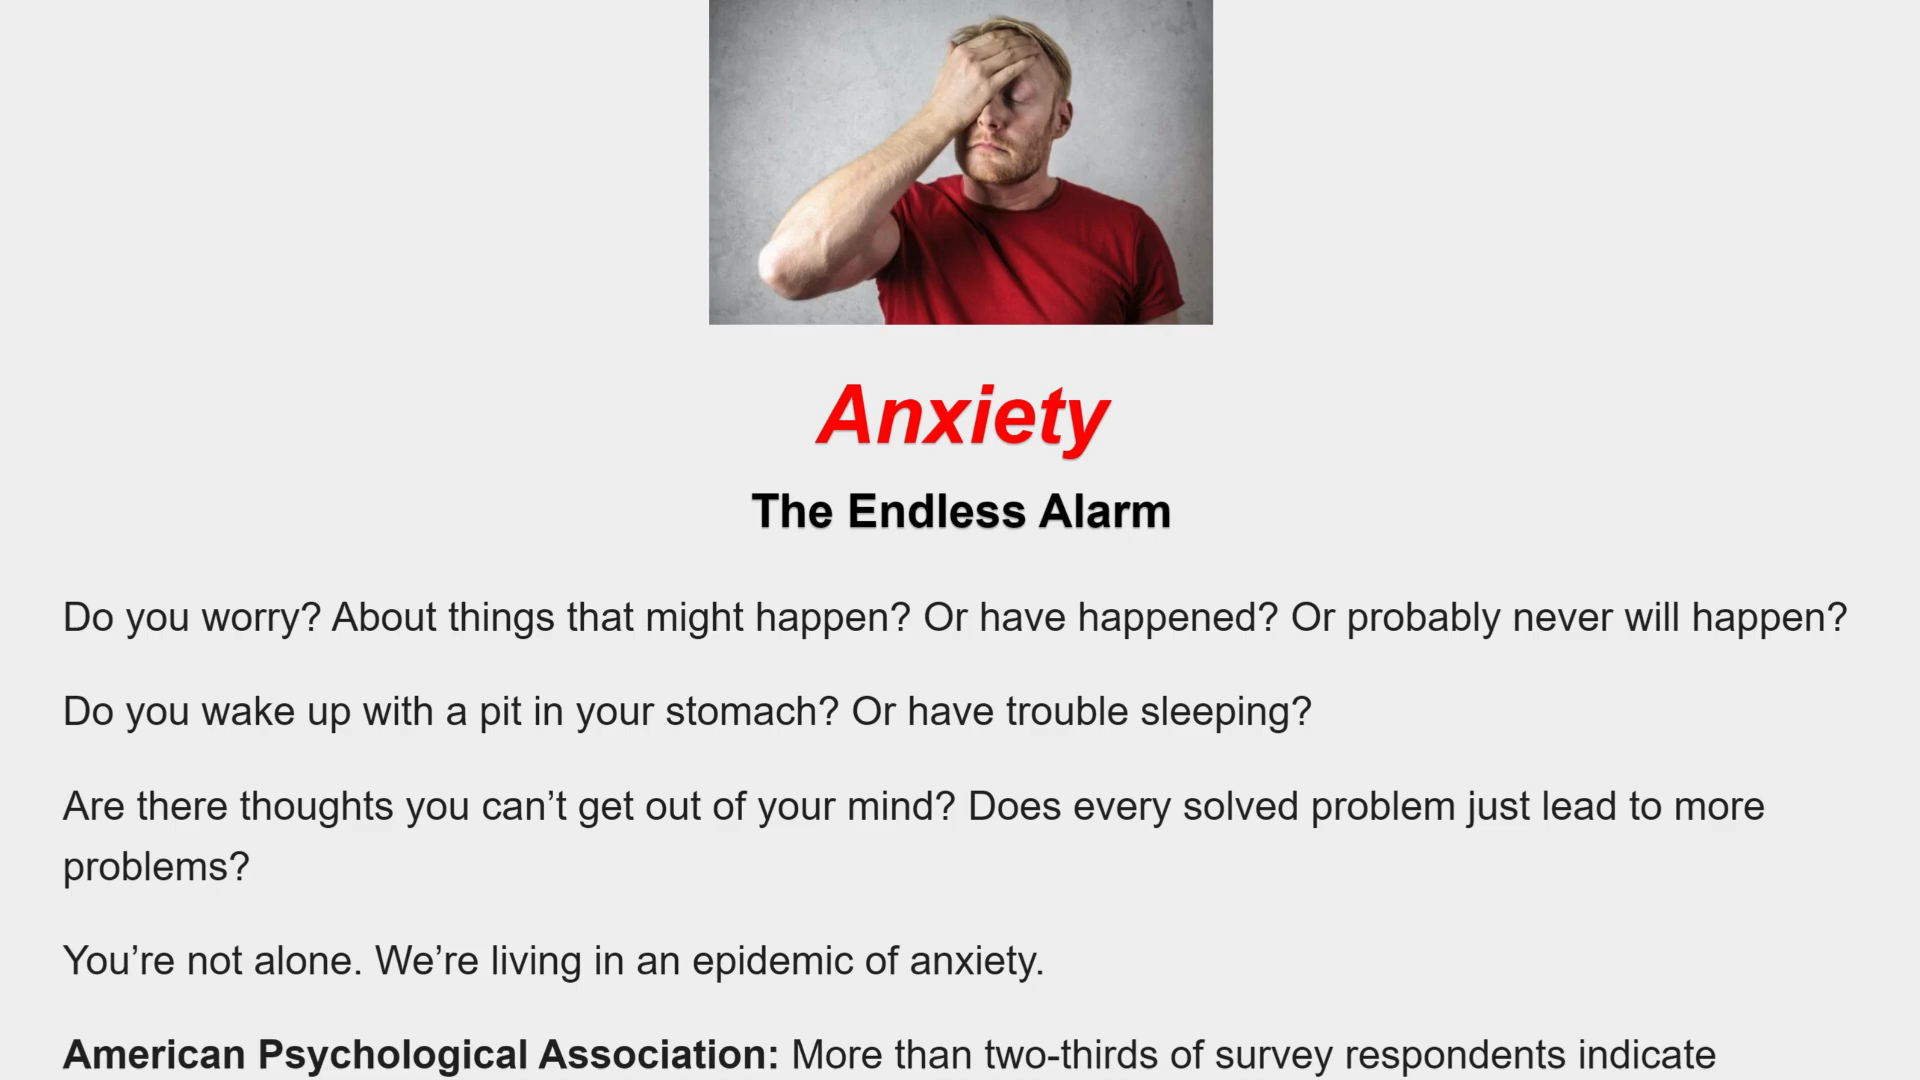 Anxiety
The Endless Alarm
Do you worry? About things that might happen? Or have happened? Or probably never will happen?
Do you wake up with a pit in your stomach? Or have trouble sleeping?
Are there thoughts you can’t get out of your mind? Does every solved problem just lead to more
problems?
You’re not alone. We’re living in an epidemic of anxiety.
American Psychological Association: More than two-thirds of survey respondents indicate